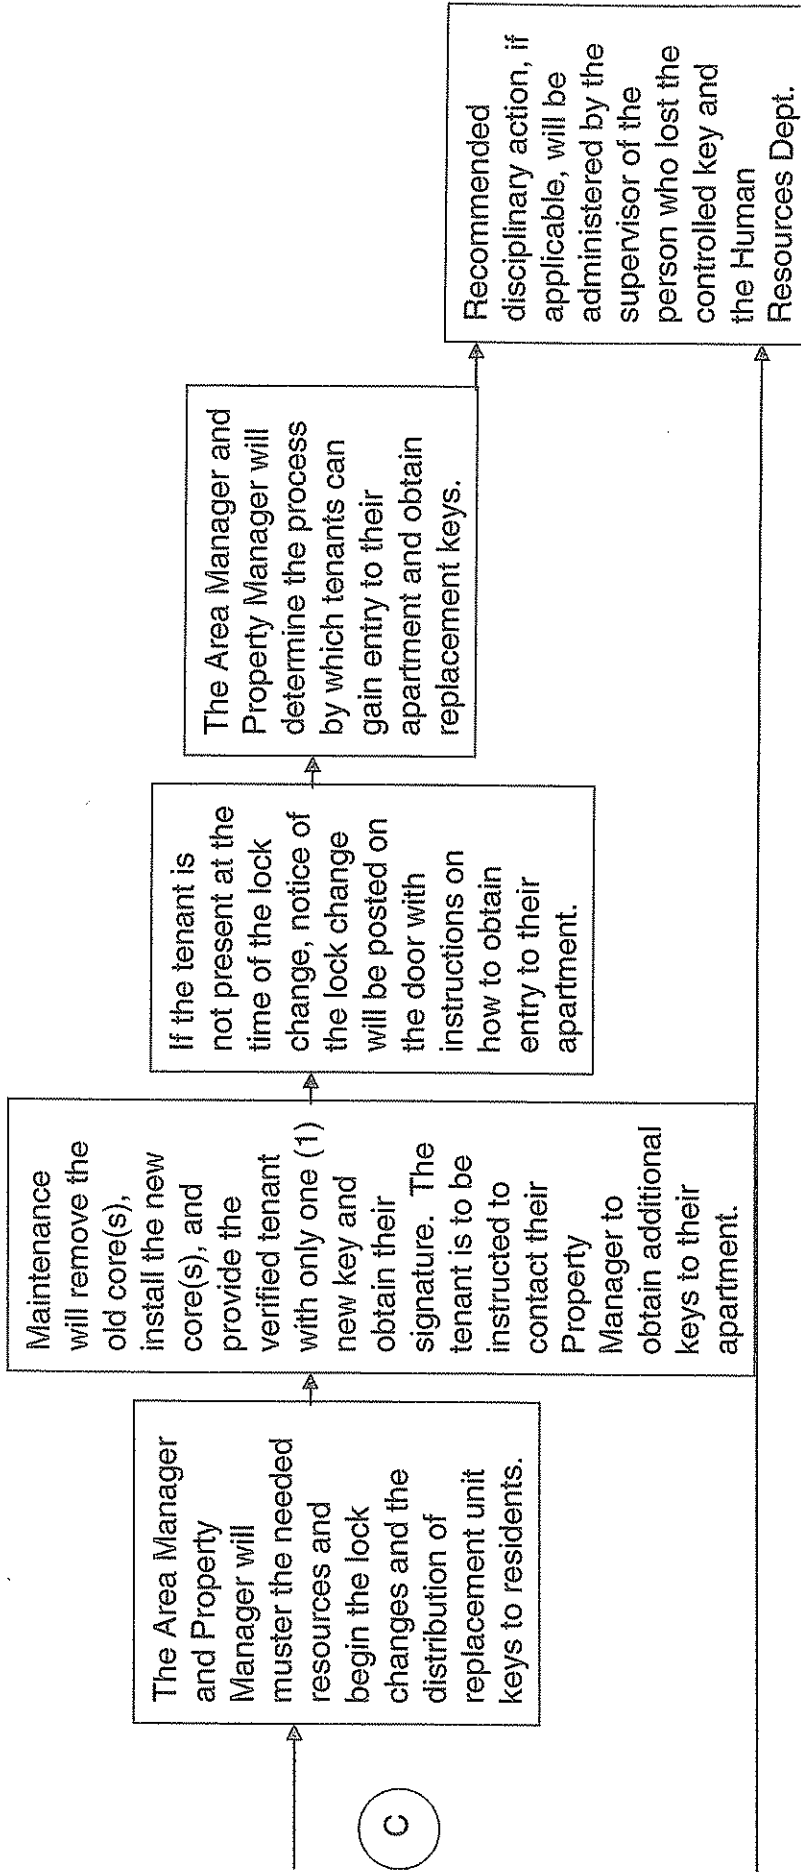 C
The Area Manager
and Property
Manager will
muster the needed
resources and
begin the lock
changes and the
distribution of
replacement unit
keys to residents.
Maintenance
will remove the
old core(s),
install the new
core(s), and
provide the
verified tenant
with only one (1)
new key and
obtain their
signature.  The
tenant is to be
instructed to
contact their
Property
Manager to
obtain additional
keys to their
apartment.
If the tenant is
not present at the
time of the lock
change, notice of
the lock change
will be posted on
the door with
instructions on
how to obtain
entry to their
apartment.
The Area Manager and
Property Manager will
determine the process
by which tenants can
gain entry to their
apartment and obtain
replacement keys.
Recommended
disciplinary action, if
applicable, will be
administered by the
supervisor of the
person who lost the
controlled key and
the Human
Resources Dept.